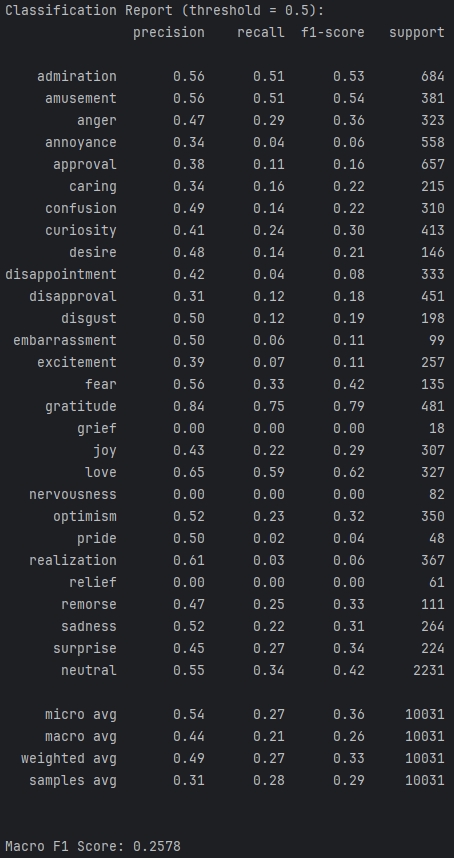 Classification Report (threshold = 0.5):
precision recall f1-score support
admiration 0.56 0.51 0.53 684
amusement 0.56 0.51 0.54 381
anger 0.47 0.29 0.36 323
annoyance 0.34 0.04 0.06 558
approval 0.38 0.11 0.16 657
caring 0.34 0.16 0.22 215
confusion 0.49 0.14 0.22 310
curiosity 0.41 0.24 0.30 413
desire 0.48 0.14 0.21 146
disappointment 0.42 0.04 0.08 333
disapproval 0.31 0.12 0.18 451
disgust 0.50 0.12 0.19 198
embarrassment 0.50 0.06 0.11 99
excitement 0.39 0.07 0.11 257
fear 0.56 0.33 0.42 135
gratitude 0.84 0.75 0.79 481
grief 0.00 0.00 0.00 18
joy 0.43 0.22 0.29 307
love 0.65 0.59 0.62 327
nervousness 0.00 0.00 0.00 82
optimism 0.52 0.23 0.32 350
pride 0.50 0.02 0.04 48
realization 0.61 0.03 0.06 367
relief 0.00 0.00 0.00 61
remorse 0.47 0.25 0.33 111
sadness 0.52 0.22 0.31 264
surprise 0.45 0.27 0.34 224
neutral 0.55 0.34 0.42 2231
micro avg 0.54 0.27 0.36 10031
macro avg 0.44 0.21 0.26 10031
weighted avg 0.49 0.27 0.33 10031
samples avg 0.31 0.28 0.29 10031
Macro F1 Score: 0.2578